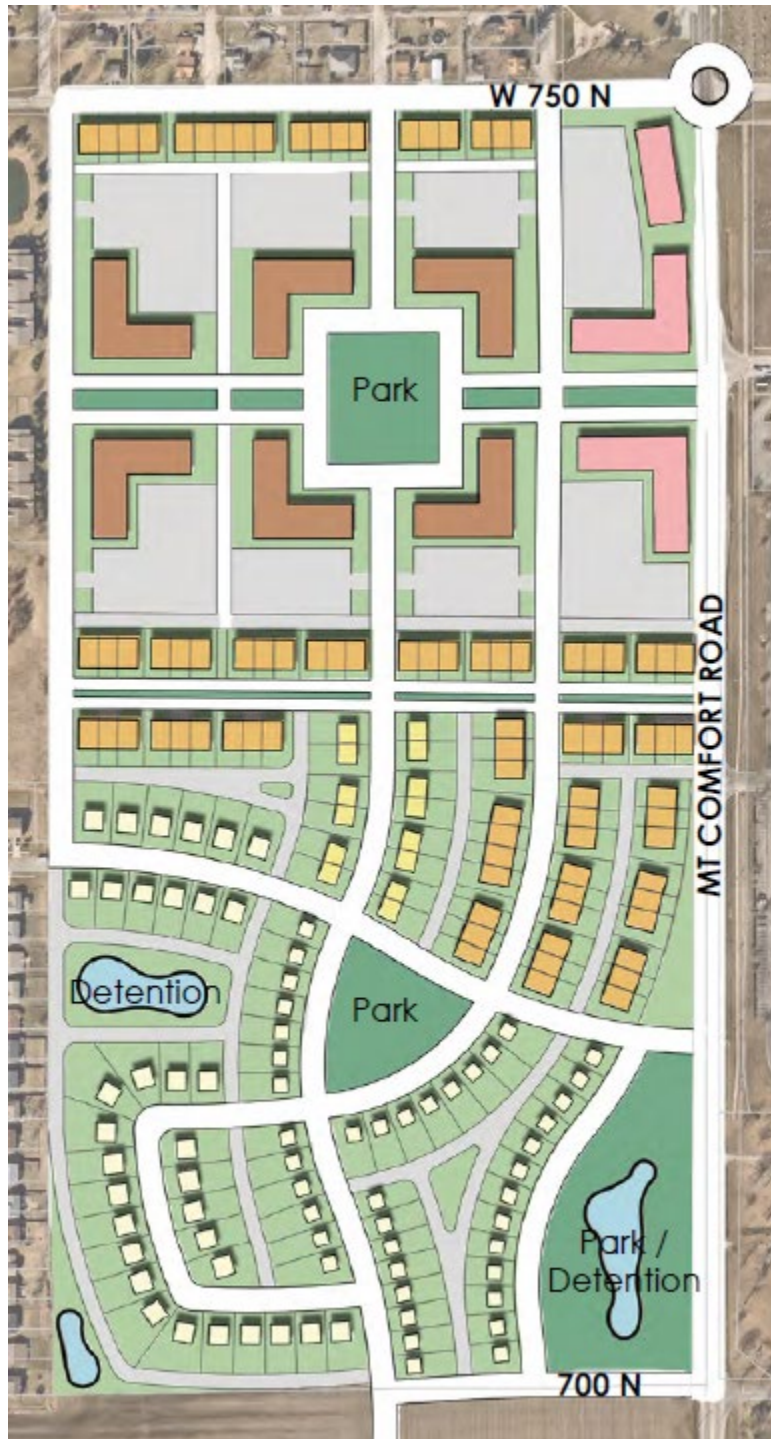 W 750 N
Park
MT COMFORT ROAD
Detention
Park
Park /
Detention
700 N